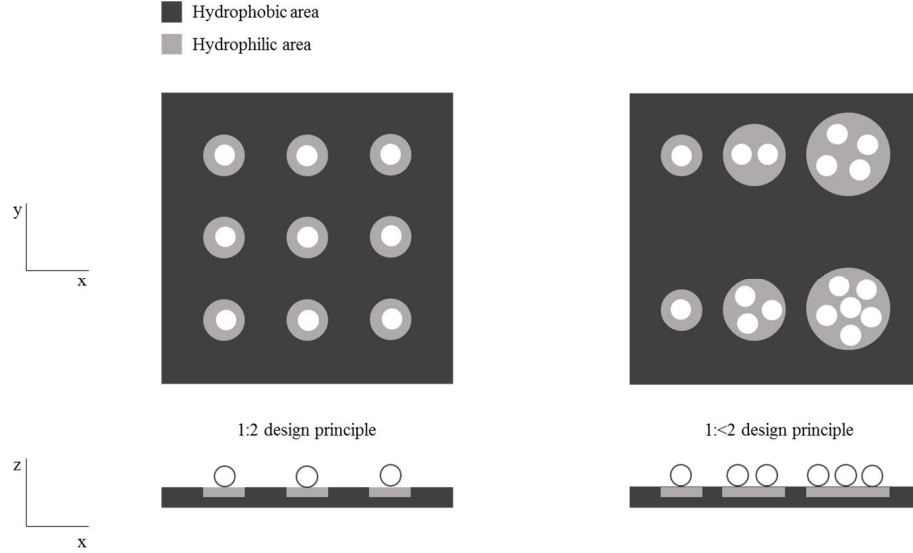 Hydrophobic area
Hydrophilic area
y
x
1:2 design principle
1:<2 design principle
z
x